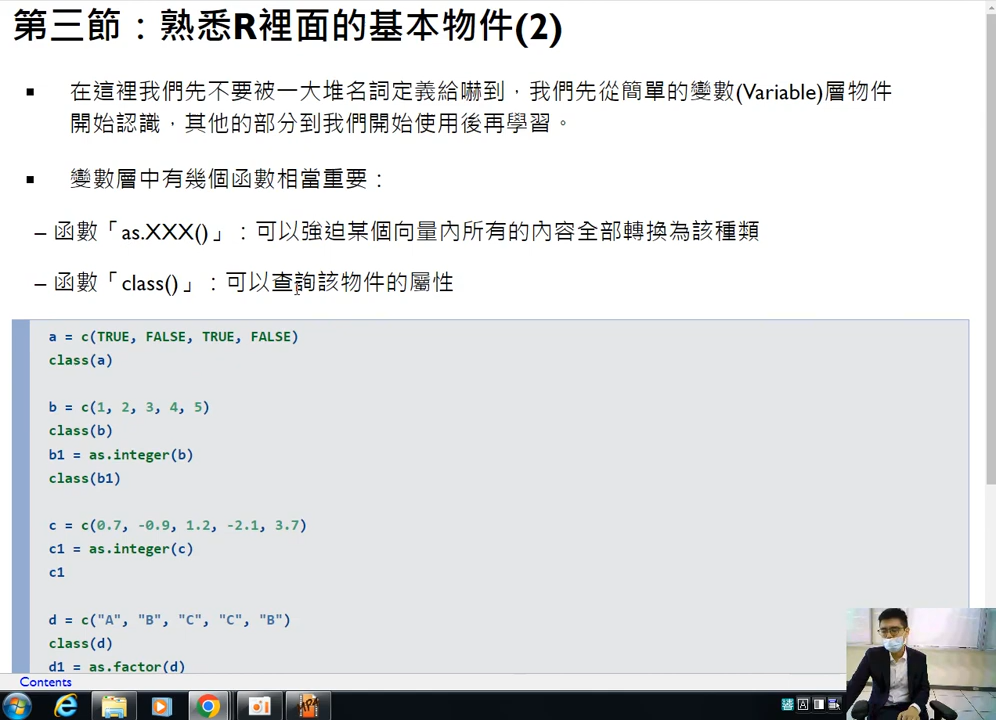 第三節：熟悉R裡面的基本物件(2)
▪ 在這裡我們先不要被一大堆名詞定義給嚇到，我們先從簡單的變數(Variable)層物件
開始認識，其他的部分到我們開始使用後再學習。
▪ 變數層中有幾個函數相當重要：
– 函數「as.XXX()」：可以強迫某個向量內所有的內容全部轉換為該種類
– 函數「class()」：可以查詢該物件的屬性
a = c(TRUE, FALSE, TRUE, FALSE)
class(a)
b = c(1, 2, 3, 4, 5)
class(b)
b1 = as.integer(b)
class(b1)
c = c(0.7, -0.9, 1.2, -2.1, 3.7)
c1 = as.integer(c)
c1
d = c("A", "B", "C", "C", "B")
class(d)
d1 = as.factor(d)
Contents